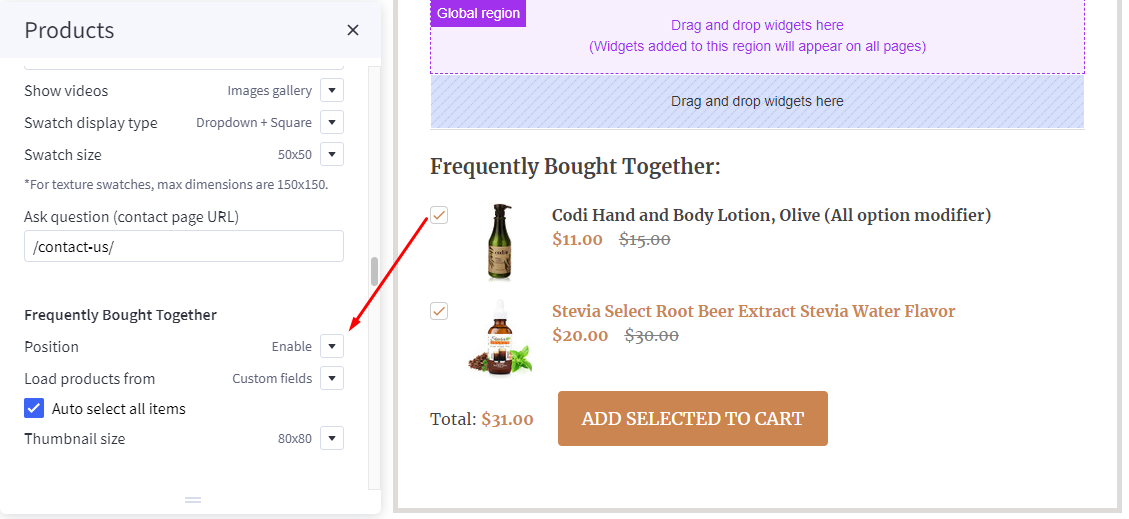 Products
Show videos
Images gallery
Swatch display type
Dropdown + Square
Swatch size
50x50
*For texture swatches, max dimensions are 150x150.
Ask question (contact page URL)
/contact-us/
Frequently Bought Together
Position
Enable
Load products from
Custom fields
Auto select all items
Thumbnail size
80x80
Global region
Drag and drop widgets here
(Widgets added to this region will appear on all pages)
Drag and drop widgets here
Frequently Bought Together:
Codi Hand and Body Lotion, Olive (All option modifier)
$11.00 $15.00
Stevia Select Root Beer Extract Stevia Water Flavor
$20.00 $30.00
Total: $31.00
ADD SELECTED TO CART